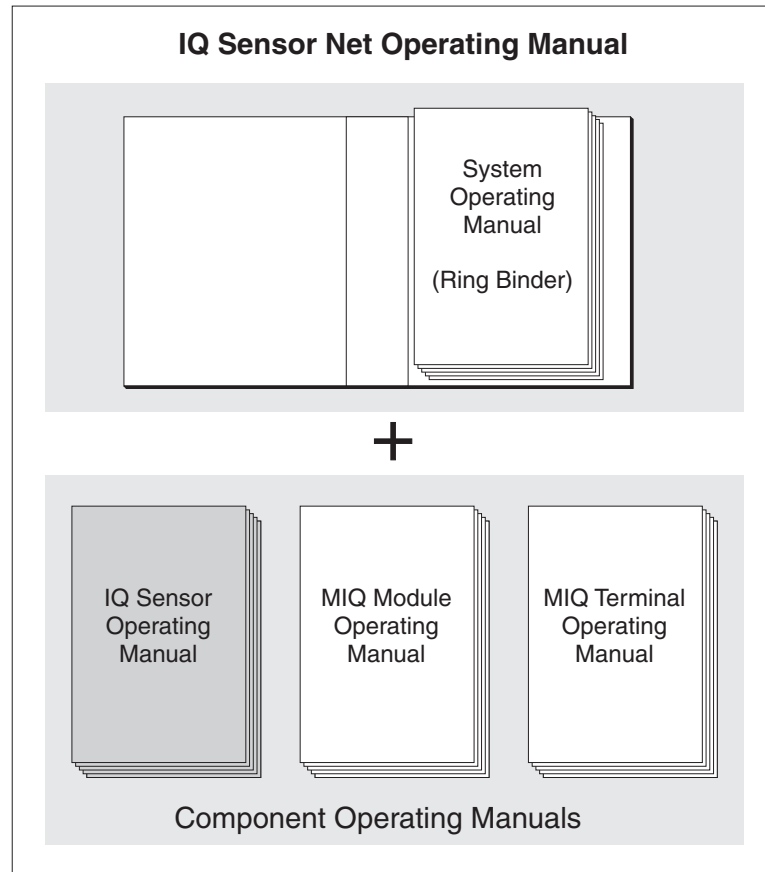 IQ Sensor Net Operating Manual
System
Operating
Manual
(Ring Binder)
+
IQ Sensor
Operating
Manual
MIQ Module
Operating
Manual
MIQ Terminal
Operating
Manual
Component Operating Manuals